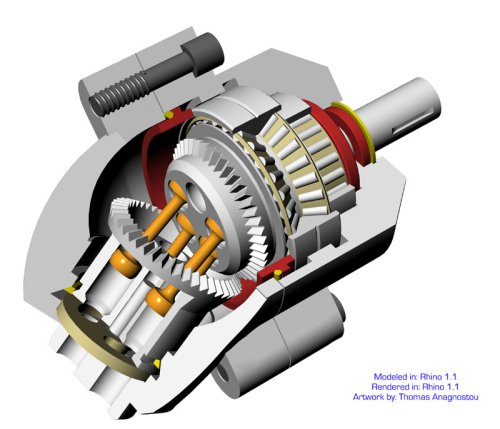 Modeled in: Rhino 1.1
Rendered in: Rhino 1.1
Artwork by: Thomas Anagnostou